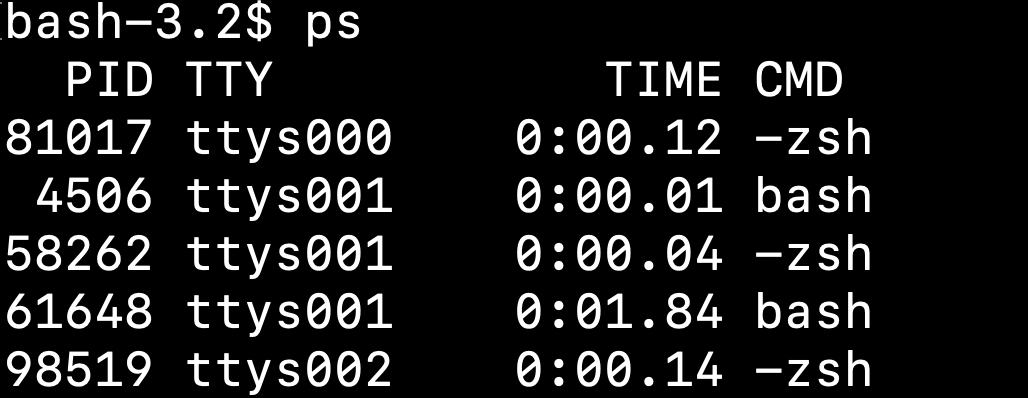 bash-3.2$ ps
  PID TTY           TIME CMD
81017 ttys000    0:00.12 -zsh
 4506 ttys001    0:00.01 bash
58262 ttys001    0:00.04 -zsh
61648 ttys001    0:01.84 bash
98519 ttys002    0:00.14 -zsh